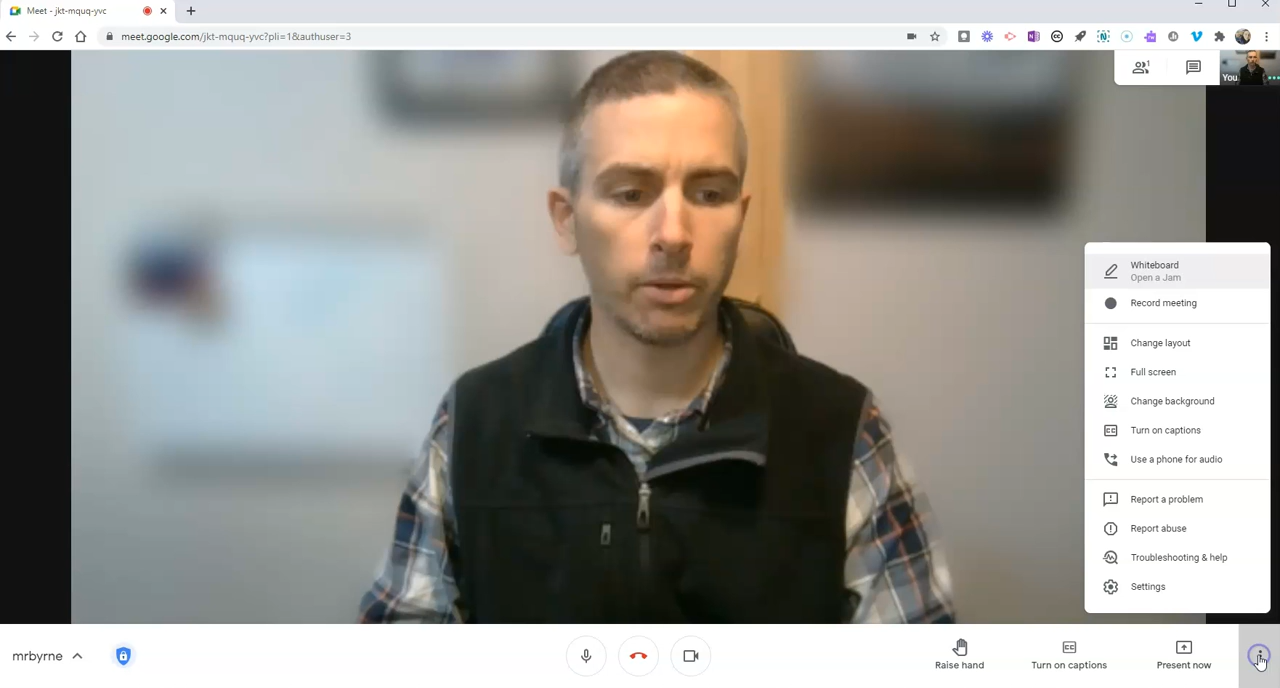 Meet - jkt-mquq-yvc
meet.google.com/jkt-mquq-yvc?pli=1&authuser=3
1
You
Whiteboard
Open a Jam
Record meeting
Change layout
Full screen
Change background
Turn on captions
Use a phone for audio
Report a problem
Report abuse
Troubleshooting & help
Settings
mrbyrne
Raise hand
Turn on captions
Present now